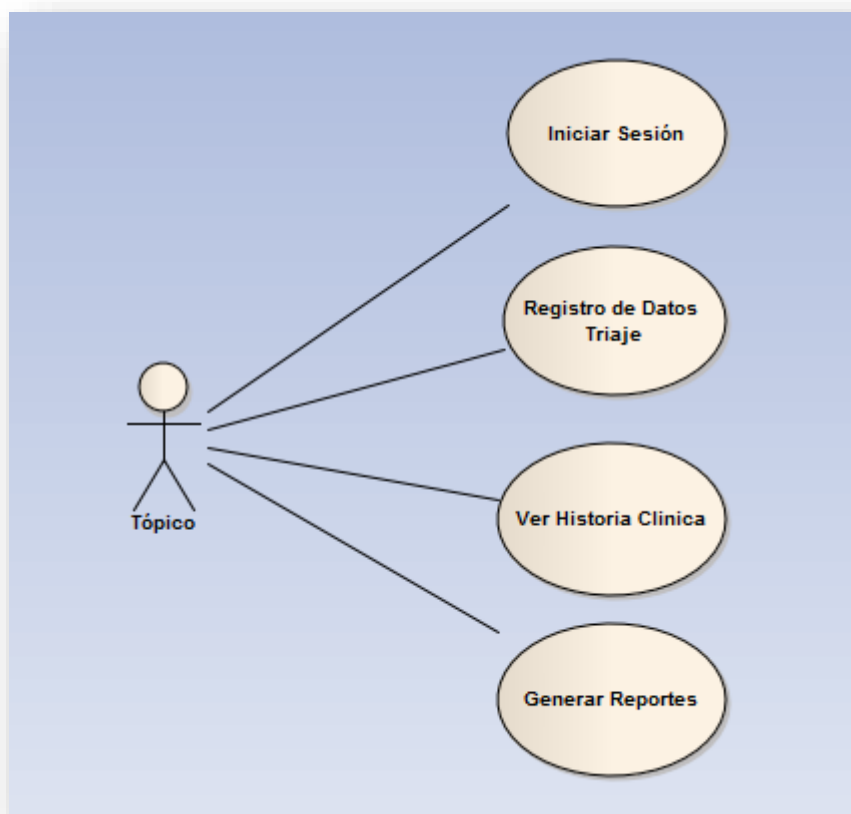 Iniciar Sesión
Registro de Datos
Triaje
Tópico
Ver Historia Clinica
Generar Reportes